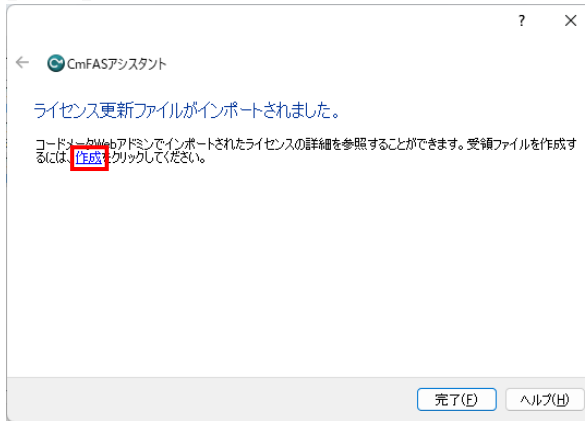 ?
CmFASアシスタント
ライセンス更新ファイルがインポートされました。
コードメータWebアドミンでインポートされたライセンスの詳細を参照することができます。受領ファイルを作成す
るには、作成をクリックしてください。
完了(F) ヘルプ(H)